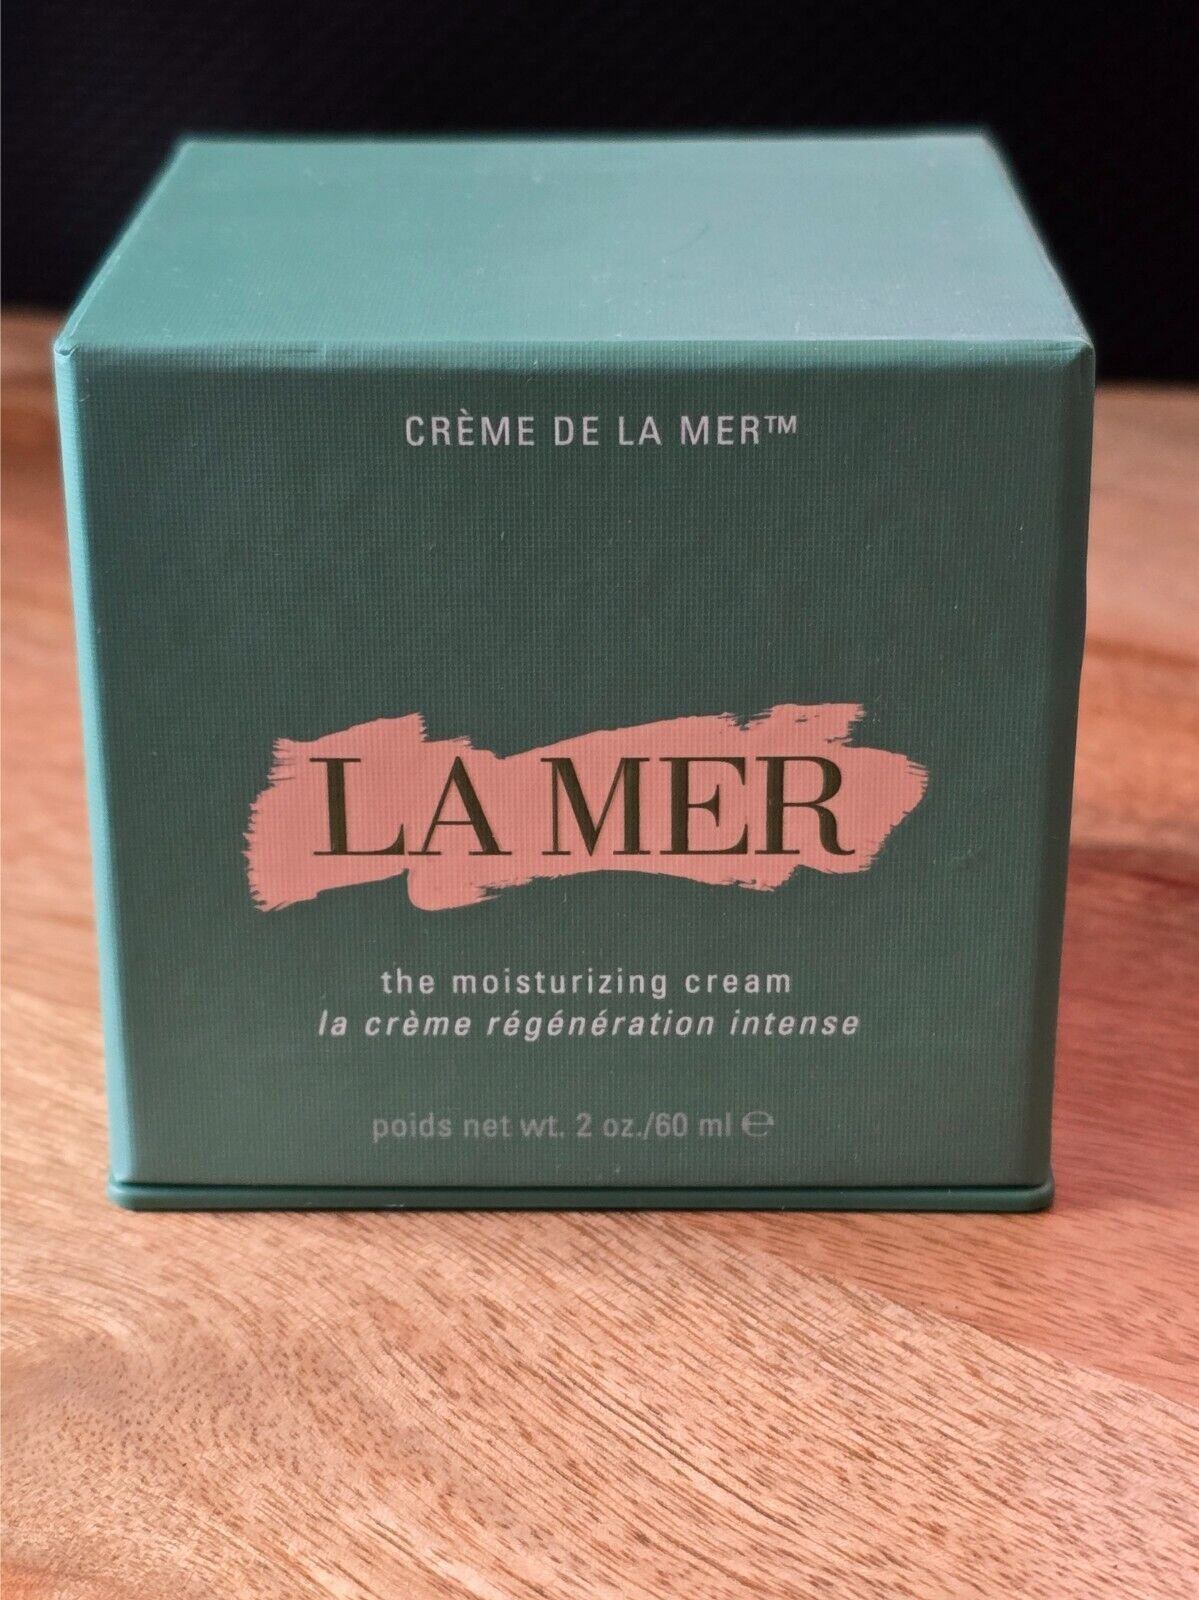 CRÈME DE LA MER™
LA MER
the moisturizing cream
la crème régénération intense
poids net wt. 2 oz./60 ml ℮